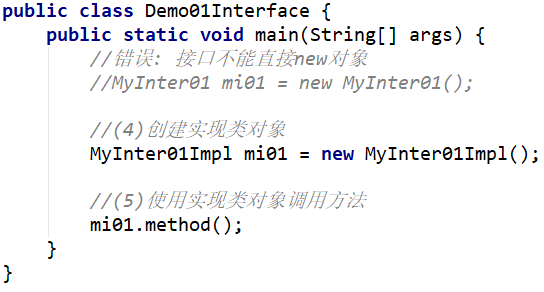 public class Demo01Interface {
public static void main(String[] args) {
//错误: 接口不能直接new对象
//MyInter01 mi01 = new MyInter01();
//(4)创建实现类对象
MyInter01Impl mi01 = new MyInter01Impl();
//(5)使用实现类对象调用方法
mi01.method();
}
}